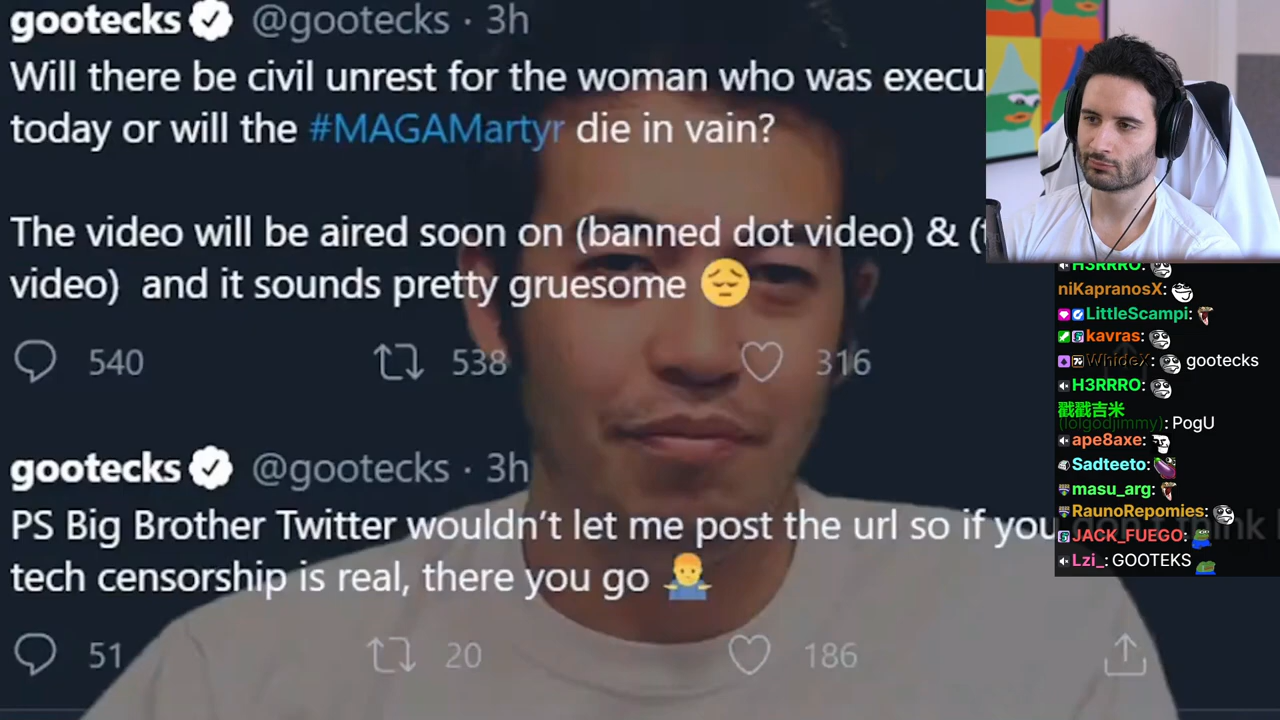 gootecks @gootecks · 3h
Will there be civil unrest for the woman who was execu
today or will the #MAGAMartyr die in vain?
The video will be aired soon on (banned dot video) & (
video) and it sounds pretty gruesome 😔
540 538 316
gootecks @gootecks · 3h
PS Big Brother Twitter wouldn't let me post the url so if you don't think
tech censorship is real, there you go 🤷‍♂️
51 20 186
H3RRRO:
niKapranosX:
LittleScampi:
kavras:
WhideX: gootecks
H3RRRO:
戳戳吉米
(lolgodjimmy): PogU
ape8axe:
Sadteeto:
masu_arg:
RaunoRepomies:
JACK_FUEGO:
Lzi_: GOOTEKS